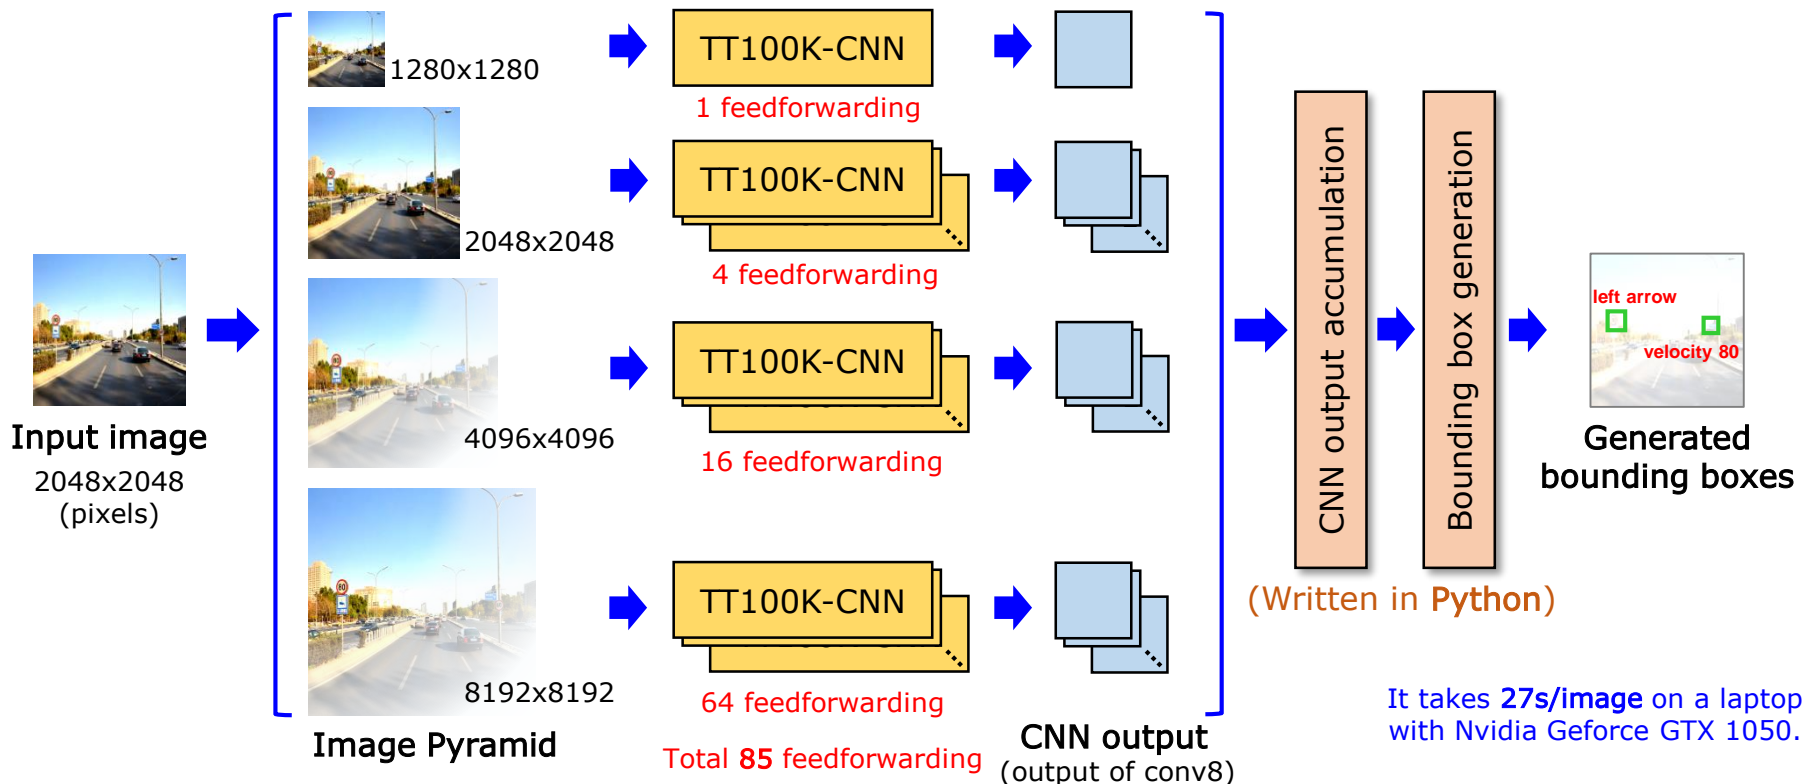 Input image
2048x2048
(pixels)
1280x1280
2048x2048
4096x4096
8192x8192
Image Pyramid
TT100K-CNN
1 feedforwarding
TT100K-CNN
4 feedforwarding
TT100K-CNN
16 feedforwarding
TT100K-CNN
64 feedforwarding
Total 85 feedforwarding
CNN output
(output of conv8)
CNN output accumulation
Bounding box generation
(Written in Python)
left arrow
velocity 80
Generated
bounding boxes
It takes 27s/image on a laptop
with Nvidia Geforce GTX 1050.